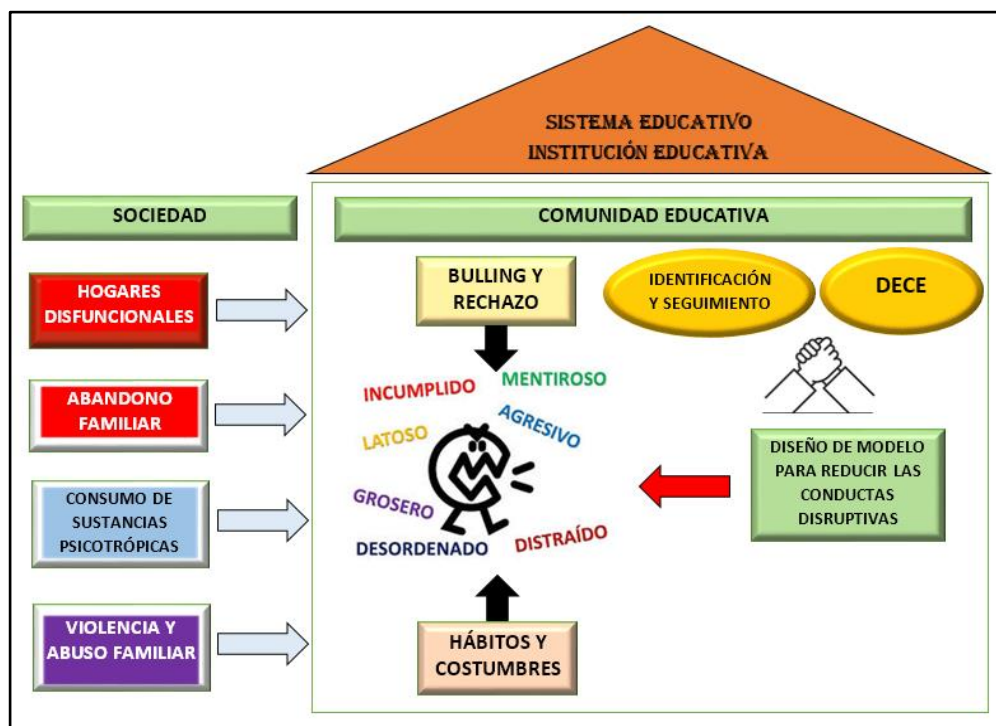 SISTEMA EDUCATIVO
INSTITUCIÓN EDUCATIVA
SOCIEDAD
COMUNIDAD EDUCATIVA
HOGARES
DISFUNCIONALES
ABANDONO
FAMILIAR
CONSUMO DE
SUSTANCIAS
PSICOTRÓPICAS
VIOLENCIA Y
ABUSO FAMILIAR
BULLING Y
RECHAZO
INCUMPLIDO
MENTIROSO
LATOSO
AGRESIVO
GROSERO
DESORDENADO
DISTRAÍDO
HÁBITOS Y
COSTUMBRES
IDENTIFICACIÓN
Y SEGUIMIENTO
DECE
DISEÑO DE MODELO
PARA REDUCIR LAS
CONDUCTAS
DISRUPTIVAS